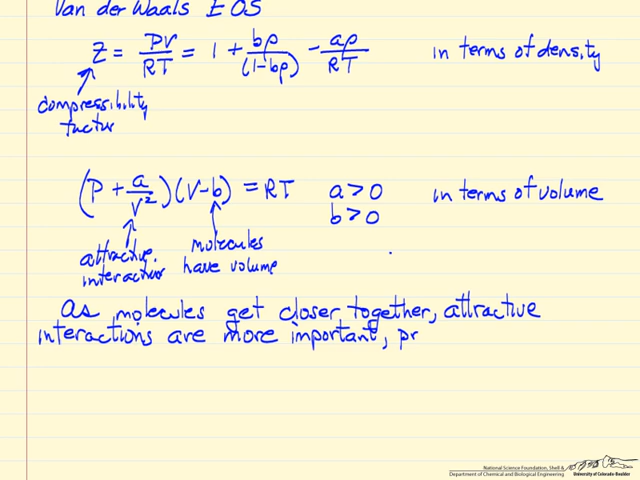 Van der Waals EOS
Z = PV/RT = 1 + bρ/(1-bρ) - aρ/RT in terms of density
compressibility
factor
(P + a/V²)(V-b) = RT a > 0 in terms of volume
b > 0
attractive interactions molecules have volume
As molecules get closer together, attractive
interactions are more important, pr
National Science Foundation, Shell &
Department of Chemical and Biological Engineering
University of Colorado Boulder